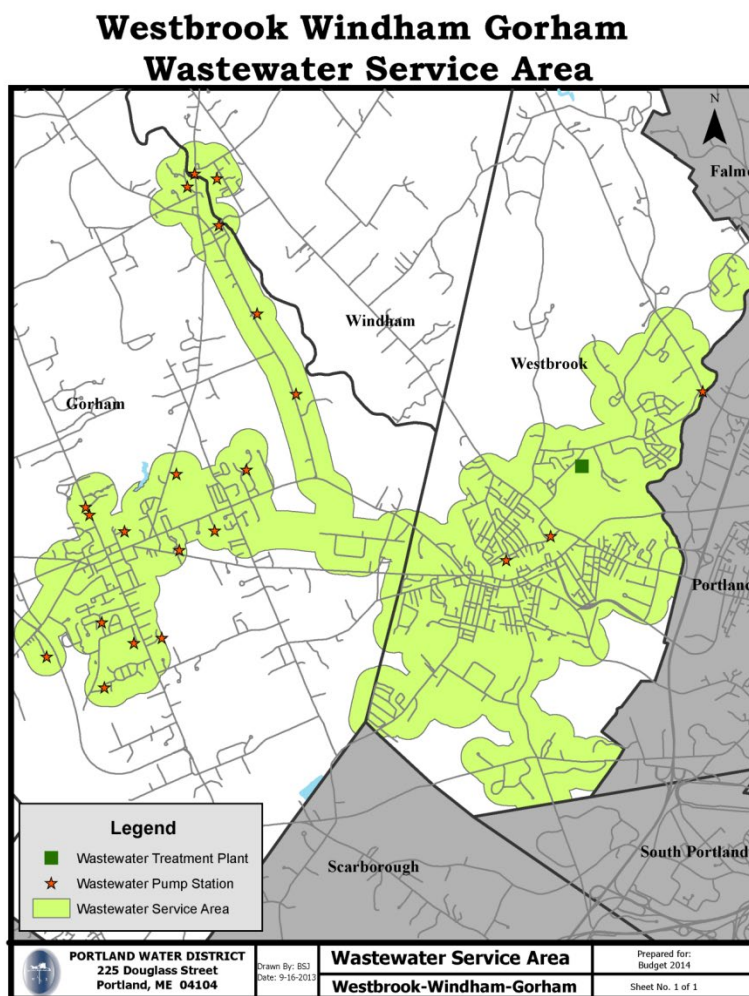 Westbrook Windham Gorham
Wastewater Service Area
N
Falm
Windham
Westbrook
Gorham
Portland
Legend
Wastewater Treatment Plant
Wastewater Pump Station
Wastewater Service Area
Scarborough
South Portland
PORTLAND WATER DISTRICT
225 Douglass Street
Portland, ME 04104
Drawn By: BSJ
Date: 9-16-2013
Wastewater Service Area
Westbrook-Windham-Gorham
Prepared for:
Budget 2014
Sheet No. 1 of 1